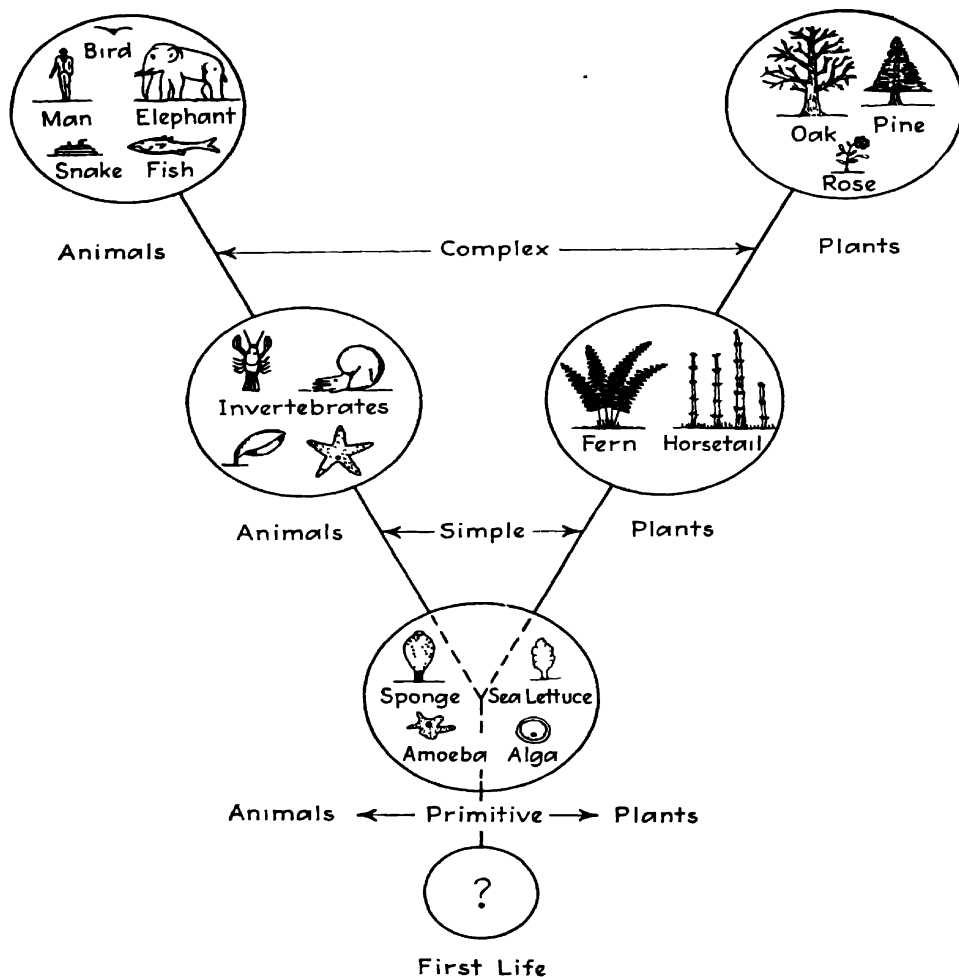 Bird
Man Elephant
Snake Fish
Oak Pine
Rose
Animals Complex Plants
Invertebrates
Fern Horsetail
Animals Simple Plants
Sponge Sea Lettuce
Amoeba Alga
Animals Primitive Plants
?
First Life